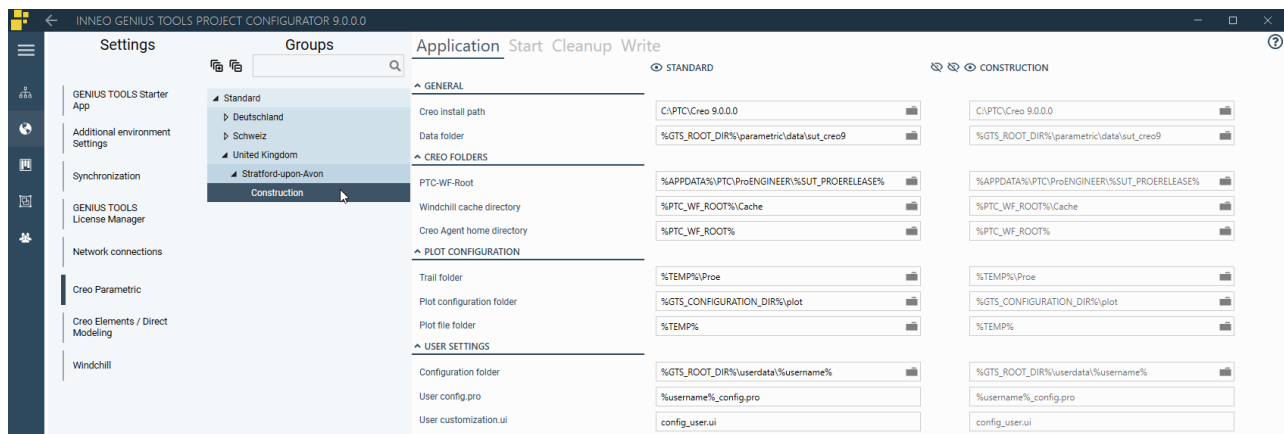 INNEO GENIUS TOOLS PROJECT CONFIGURATOR 9.0.0.0
Settings
GENIUS TOOLS Starter
App
Additional environment
Settings
Synchronization
GENIUS TOOLS
License Manager
Network connections
Creo Parametric
Creo Elements / Direct
Modeling
Windchill
Groups
Standard
Deutschland
Schweiz
United Kingdom
Stratford-upon-Avon
Construction
Application Start Cleanup Write
STANDARD CONSTRUCTION
GENERAL
Creo install path C:\PTC\Creo 9.0.0.0 C:\PTC\Creo 9.0.0.0
Data folder %GTS_ROOT_DIR%\parametric\data\sut_creo9 %GTS_ROOT_DIR%\parametric\data\sut_creo9
CREO FOLDERS
PTC-WF-Root %APPDATA%\PTC\ProENGINEER\%SUT_PROERELEASE% %APPDATA%\PTC\ProENGINEER\%SUT_PROERELEASE%
Windchill cache directory %PTC_WF_ROOT%\Cache %PTC_WF_ROOT%\Cache
Creo Agent home directory %PTC_WF_ROOT% %PTC_WF_ROOT%
PLOT CONFIGURATION
Trail folder %TEMP%\Proe %TEMP%\Proe
Plot configuration folder %GTS_CONFIGURATION_DIR%\plot %GTS_CONFIGURATION_DIR%\plot
Plot file folder %TEMP% %TEMP%
USER SETTINGS
Configuration folder %GTS_ROOT_DIR%\userdata\%username% %GTS_ROOT_DIR%\userdata\%username%
User config.pro %username%_config.pro %username%_config.pro
User customization.ui config_user.ui config_user.ui